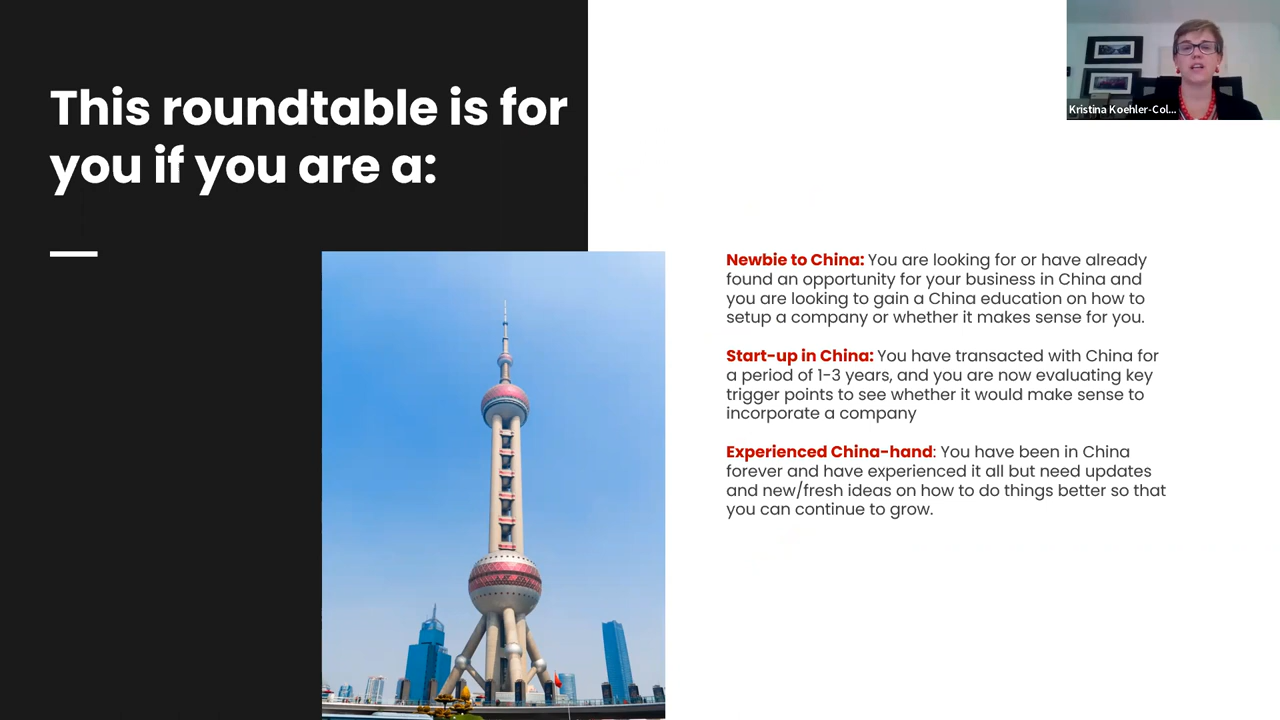 This roundtable is for
you if you are a:
Kristina Koehler-Col...
Newbie to China: You are looking for or have already
found an opportunity for your business in China and
you are looking to gain a China education on how to
setup a company or whether it makes sense for you.
Start-up in China: You have transacted with China for
a period of 1-3 years, and you are now evaluating key
trigger points to see whether it would make sense to
incorporate a company
Experienced China-hand: You have been in China
forever and have experienced it all but need updates
and new/fresh ideas on how to do things better so that
you can continue to grow.